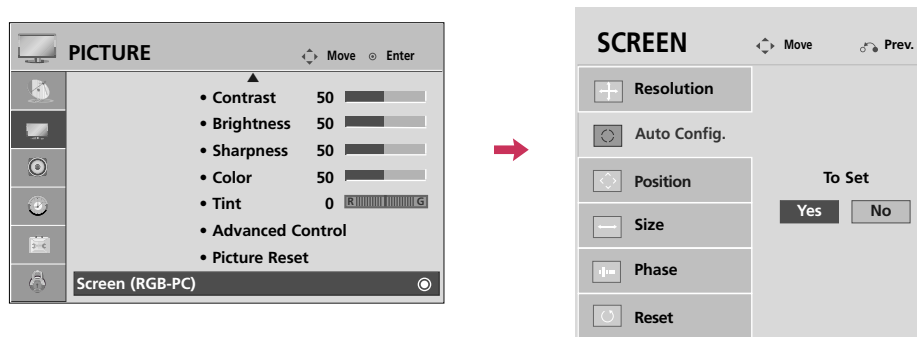 PICTURE Move Enter
• Contrast 50
• Brightness 50
• Sharpness 50
• Color 50
• Tint 0 R G
• Advanced Control
• Picture Reset
Screen (RGB-PC)
SCREEN Move Prev.
Resolution
Auto Config.
Position
Size
Phase
Reset
To Set
Yes No